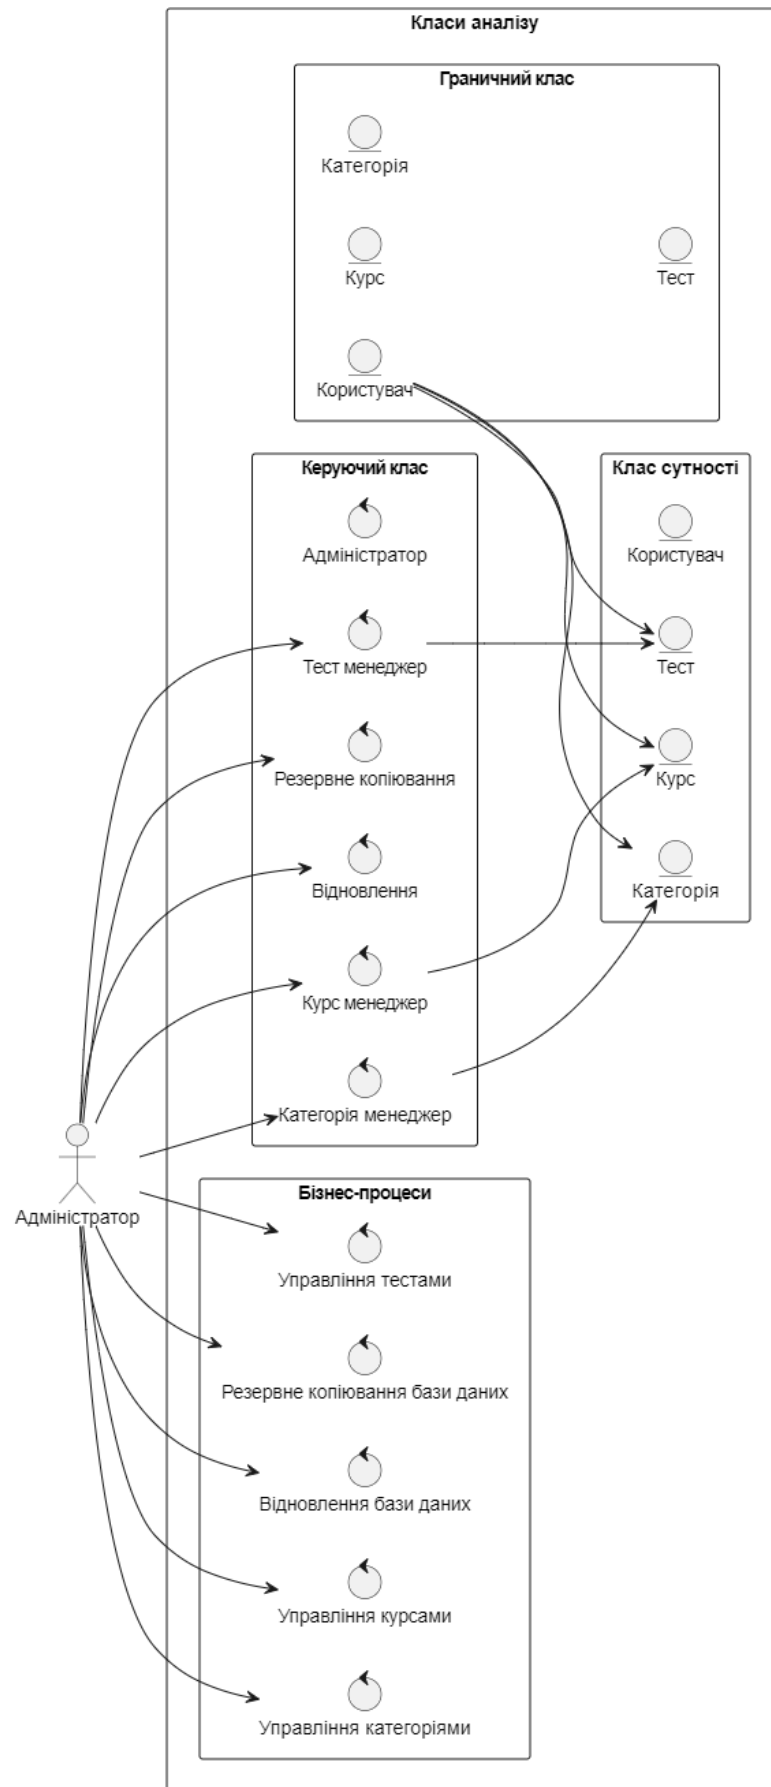 Класи аналізу
Граничний клас
Категорія
Курс
Тест
Користувач
Керуючий клас
Клас сутності
Адміністратор
Користувач
Тест менеджер
Тест
Резервне копіювання
Курс
Відновлення
Категорія
Курс менеджер
Категорія менеджер
Адміністратор
Бізнес-процеси
Управління тестами
Резервне копіювання бази даних
Відновлення бази даних
Управління курсами
Управління категоріями